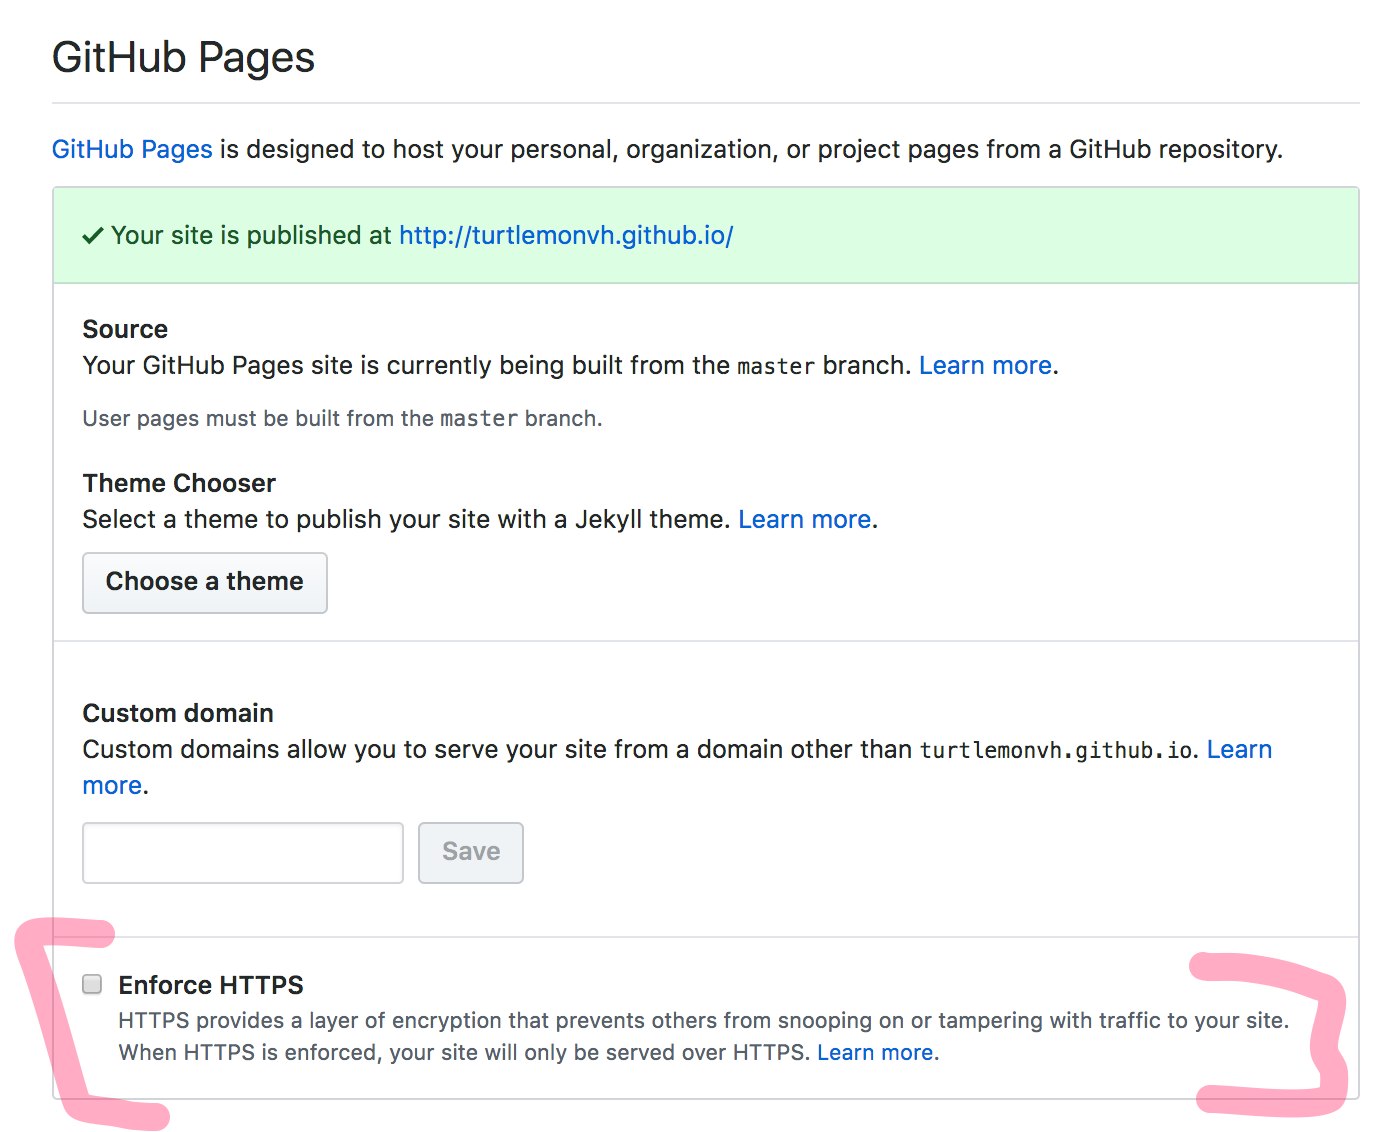 GitHub Pages
GitHub Pages is designed to host your personal, organization, or project pages from a GitHub repository.
Your site is published at http://turtlemonvh.github.io/
Source
Your GitHub Pages site is currently being built from the master branch. Learn more.
User pages must be built from the master branch.
Theme Chooser
Select a theme to publish your site with a Jekyll theme. Learn more.
Choose a theme
Custom domain
Custom domains allow you to serve your site from a domain other than turtlemonvh.github.io. Learn
more.
Save
Enforce HTTPS
HTTPS provides a layer of encryption that prevents others from snooping on or tampering with traffic to your site.
When HTTPS is enforced, your site will only be served over HTTPS. Learn more.